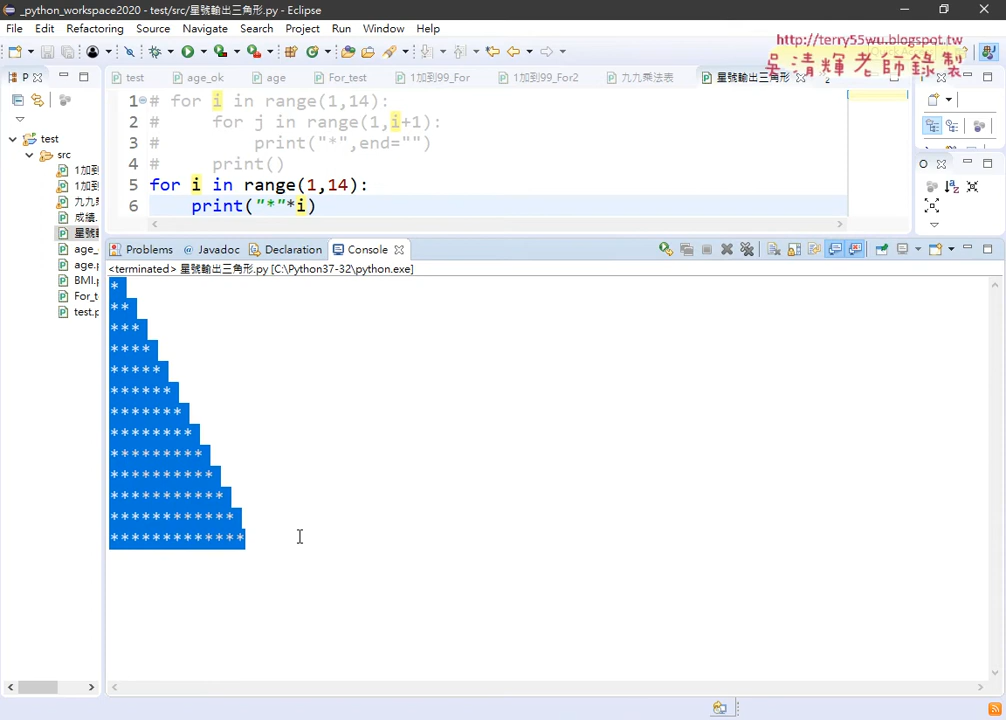 _python_workspace2020 - test/src/星號輸出三角形.py - Eclipse
File Edit Refactoring Source Navigate Search Project Run Window Help
http://terry55wu.blogspot.tw
吳清輝老師錄製
P
test age_ok age For_test 1加到99_For 1加到99_For2 九九乘法表 星號輸出三角形
1 # for i in range(1,14):
2 #     for j in range(1,i+1):
3 #         print("*",end="")
4 #     print()
5 for i in range(1,14):
6     print("*"*i)
test
src
1加到
1加到
九九
成績.
星號
age_
age.p
BMI.
For_t
test.p
Problems @ Javadoc Declaration Console
<terminated> 星號輸出三角形.py [C:\Python37-32\python.exe]
*
**
***
****
*****
******
*******
********
*********
**********
***********
************
*************